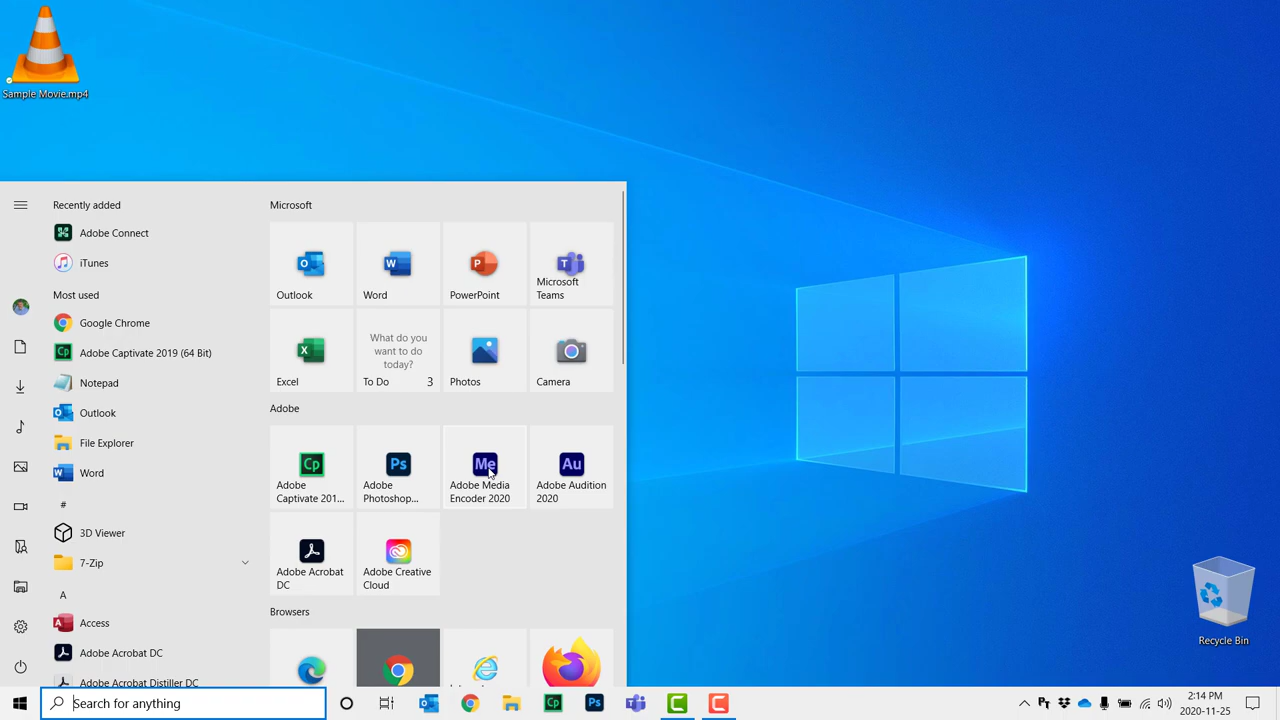 Sample Movie.mp4
Recently added
Adobe Connect
iTunes
Most used
Google Chrome
Adobe Captivate 2019 (64 Bit)
Notepad
Outlook
File Explorer
Word
#
3D Viewer
7-Zip
A
Access
Adobe Acrobat DC
Adobe Acrobat Distiller DC
Microsoft
Outlook
Word
PowerPoint
Microsoft
Teams
Excel
What do you
want to do
today?
To Do 3
Photos
Camera
Adobe
Cp
Adobe
Captivate 201...
Ps
Adobe
Photoshop...
Me
Adobe Media
Encoder 2020
Au
Adobe Audition
2020
Adobe Acrobat
DC
Adobe Creative
Cloud
Browsers
Recycle Bin
Search for anything
2:14 PM
2020-11-25